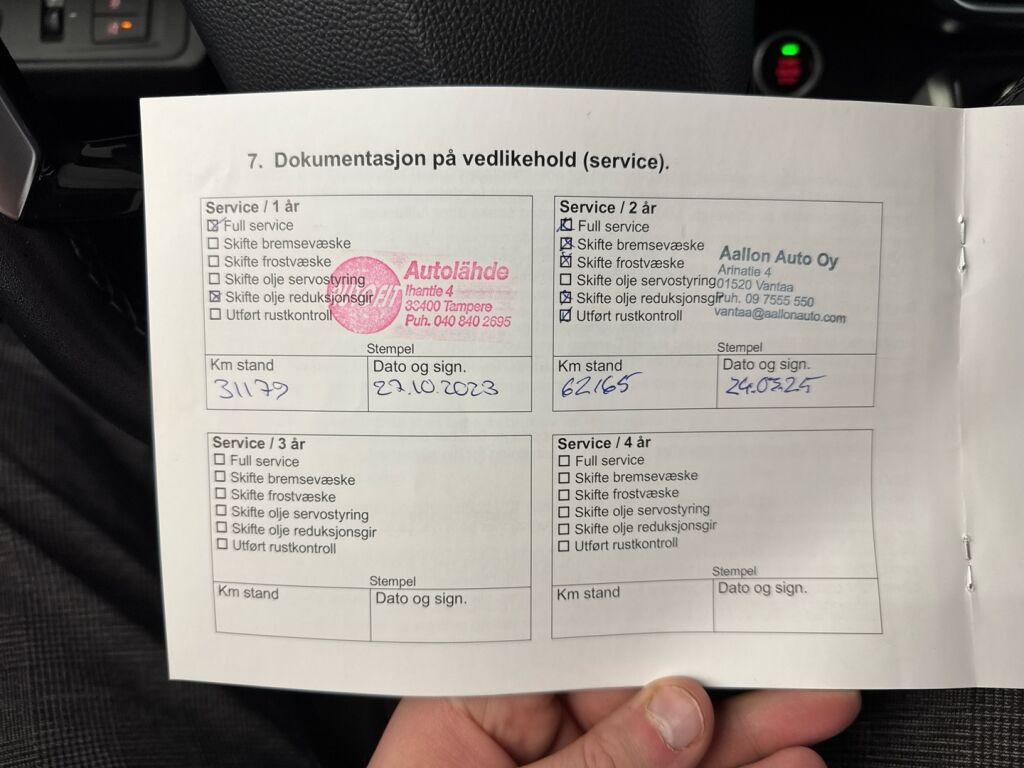 7. Dokumentasjon på vedlikehold (service).
Service / 1 år
Full service
Skifte bremsevæske
Skifte frostvæske
Skifte olje servostyring
Skifte olje reduksjonsgir
Utført rustkontroll
AUTOFIT
Autolähde
Ihantie 4
33400 Tampere
Puh. 040 840 2695
Stempel
Km stand
Dato og sign.
31179
27.10.2023
Service / 2 år
Full service
Skifte bremsevæske
Skifte frostvæske
Skifte olje servostyring
Skifte olje reduksjonsgir
Utført rustkontroll
Aallon Auto Oy
Arinatie 4
01520 Vantaa
Puh. 09 7555 550
vantaa@aallonauto.com
Stempel
Km stand
Dato og sign.
62165
Service / 3 år
Full service
Skifte bremsevæske
Skifte frostvæske
Skifte olje servostyring
Skifte olje reduksjonsgir
Utført rustkontroll
Stempel
Km stand
Dato og sign.
Service / 4 år
Full service
Skifte bremsevæske
Skifte frostvæske
Skifte olje servostyring
Skifte olje reduksjonsgir
Utført rustkontroll
Stempel
Km stand
Dato og sign.